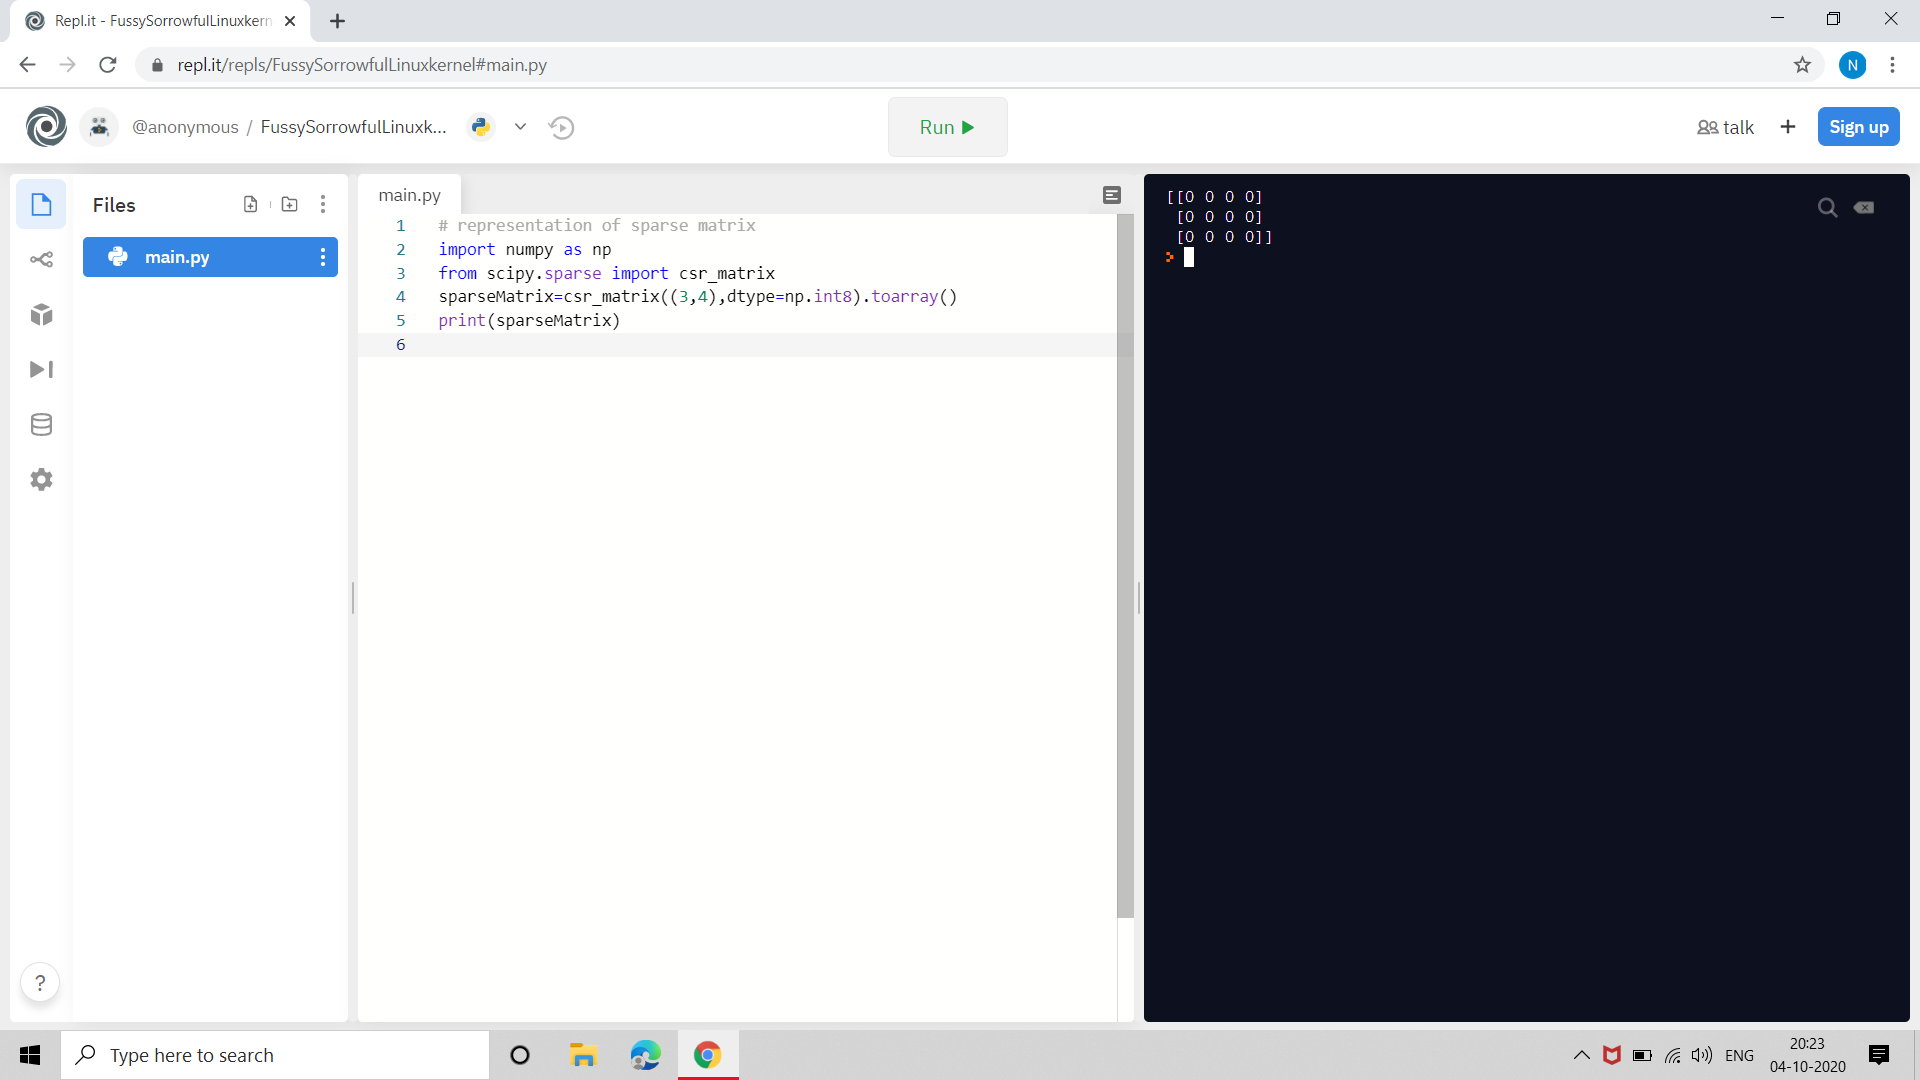 Repl.it - FussySorrowfulLinuxkern
repl.it/repls/FussySorrowfulLinuxkernel#main.py
N
@anonymous / FussySorrowfulLinuxk...
Run
talk
Sign up
Files
main.py
main.py
1 # representation of sparse matrix
2 import numpy as np
3 from scipy.sparse import csr_matrix
4 sparseMatrix=csr_matrix((3,4),dtype=np.int8).toarray()
5 print(sparseMatrix)
6
[[0 0 0 0]
[0 0 0 0]
[0 0 0 0]]
>
?
Type here to search
ENG
20:23
04-10-2020